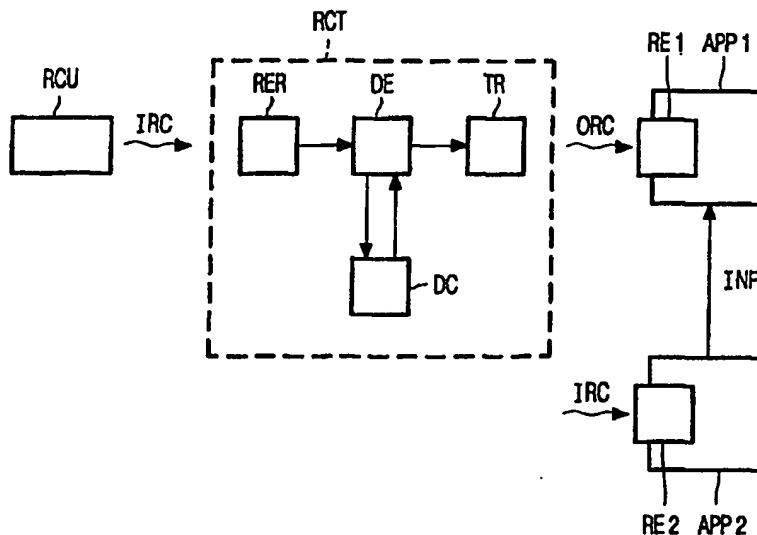 RCT
RE1 APP1
RCU
IRC
RER
DE
TR
ORC
DC
INF
IRC
RE2 APP2